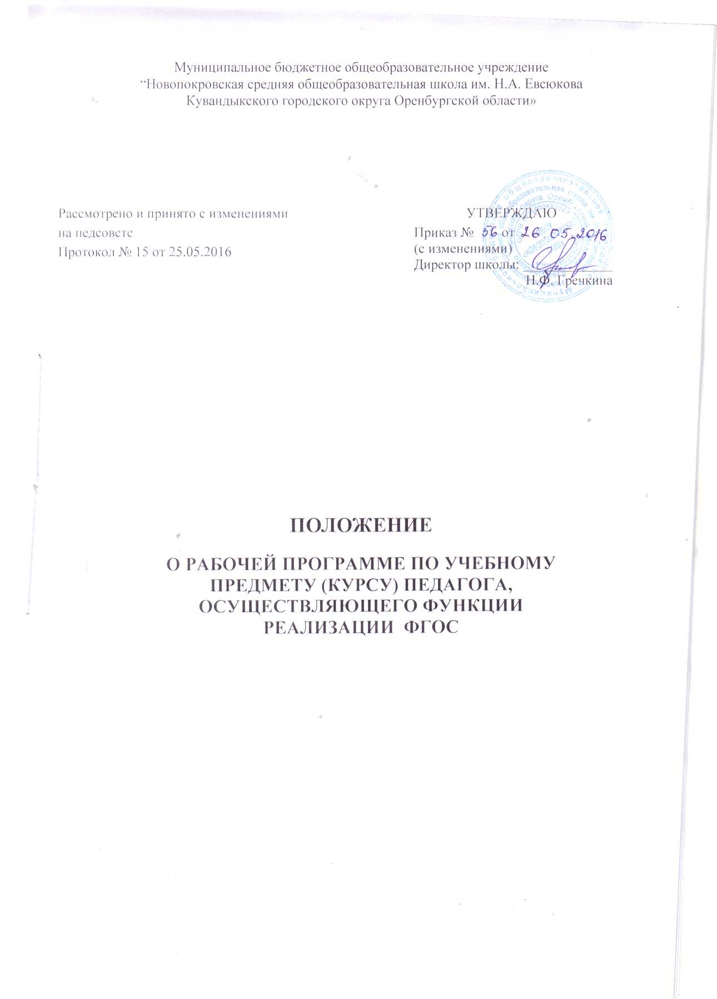 Муниципальное бюджетное общеобразовательное учреждение
“Новопокровская средняя общеобразовательная школа им. Н.А. Евсюкова
Кувандыкского городского округа Оренбургской области»
Рассмотрено и принято с изменениями
на педсовете
Протокол № 15 от 25.05.2016
УТВЕРЖДАЮ
Приказ № 56 от 26.05.2016
(с изменениями)
Директор школы:
Н.Ф. Гречкина
ПОЛОЖЕНИЕ
О РАБОЧЕЙ ПРОГРАММЕ ПО УЧЕБНОМУ
ПРЕДМЕТУ (КУРСУ) ПЕДАГОГА,
ОСУЩЕСТВЛЯЮЩЕГО ФУНКЦИИ
РЕАЛИЗАЦИИ ФГОС